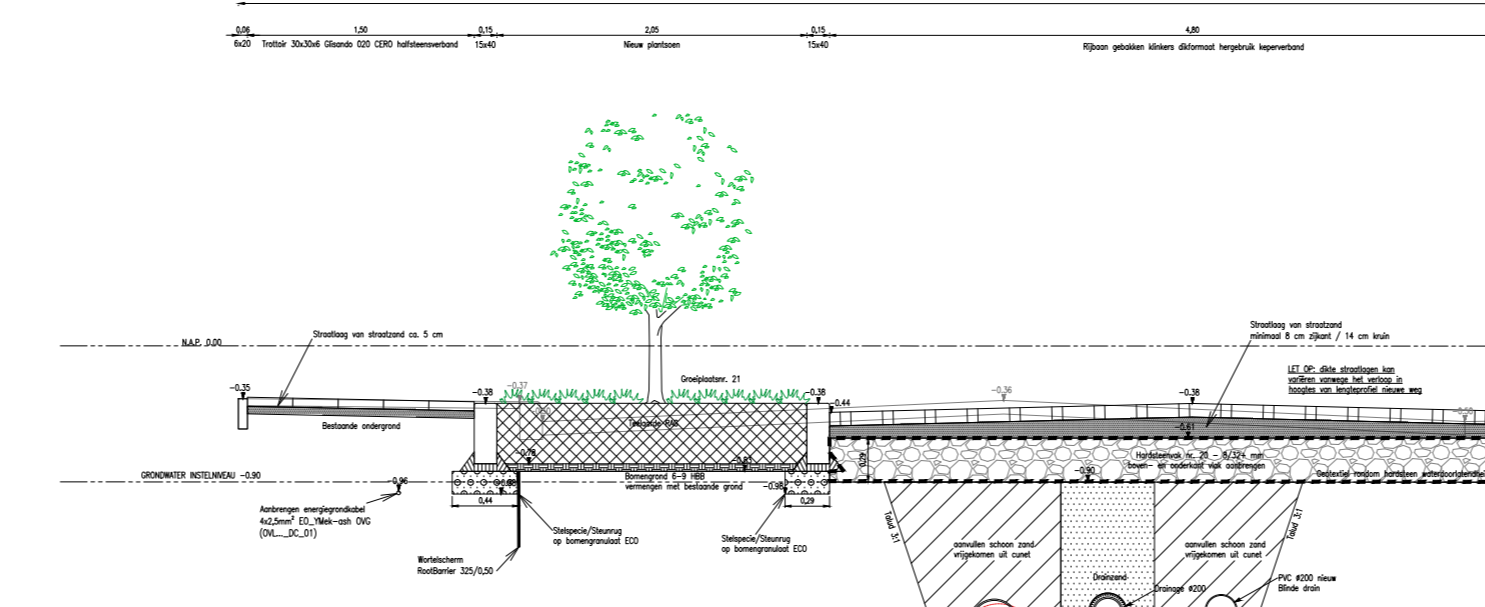 0,06
1,50
0,15
2,05
0,15
4,80
6x20
Trottoir 30x30x6 Glisando 020 CERO halfsteensverband
15x40
Nieuw plantsoen
15x40
Rijbaan gebakken klinkers dikformaat hergebruik keperverband
N.A.P. 0.00
Straatlaag van straatzand ca. 5 cm
Straatlaag van straatzand
minimaal 8 cm zijkant / 14 cm kruin
LET OP: dikte straatlagen kan
variëren vanwege het verloop in
hoogtes van lengteprofiel nieuwe weg
Groeiplaatsnr. 21
-0.35
-0.38
-0.37
-0.38
-0.44
-0.36
-0.38
-0.50
Bestaande ondergrond
Teelaarde RAG
-0.61
-0.78
-0.83
0,29
Hardsteenvak nr. 20 - 8/32+ mm
boven- en onderkant vlak aanbrengen
Geotextiel rondom hardsteen waterdoorlatendheid
GRONDWATER INSTELNIVEAU -0.90
-0.96
Bomengrond 6-9 HBB
vermengen met bestaande grond
-0.98
-0.98
-0.90
0,44
0,29
Aanbrengen energiegrondkabel
4x2,5mm² EO_YMek-ash OVG
(OVL..._DC_01)
Stelspecie/Steunrug
op bomengranulaat ECO
Stelspecie/Steunrug
op bomengranulaat ECO
Wortelscherm
RootBarrier 325/0,50
Talud 3:1
aanvullen schoon zand
vrijgekomen uit cunet
aanvullen schoon zand
vrijgekomen uit cunet
Talud 3:1
Drainzand
Drainage Ø200
PVC Ø200 nieuw
Blinde drain